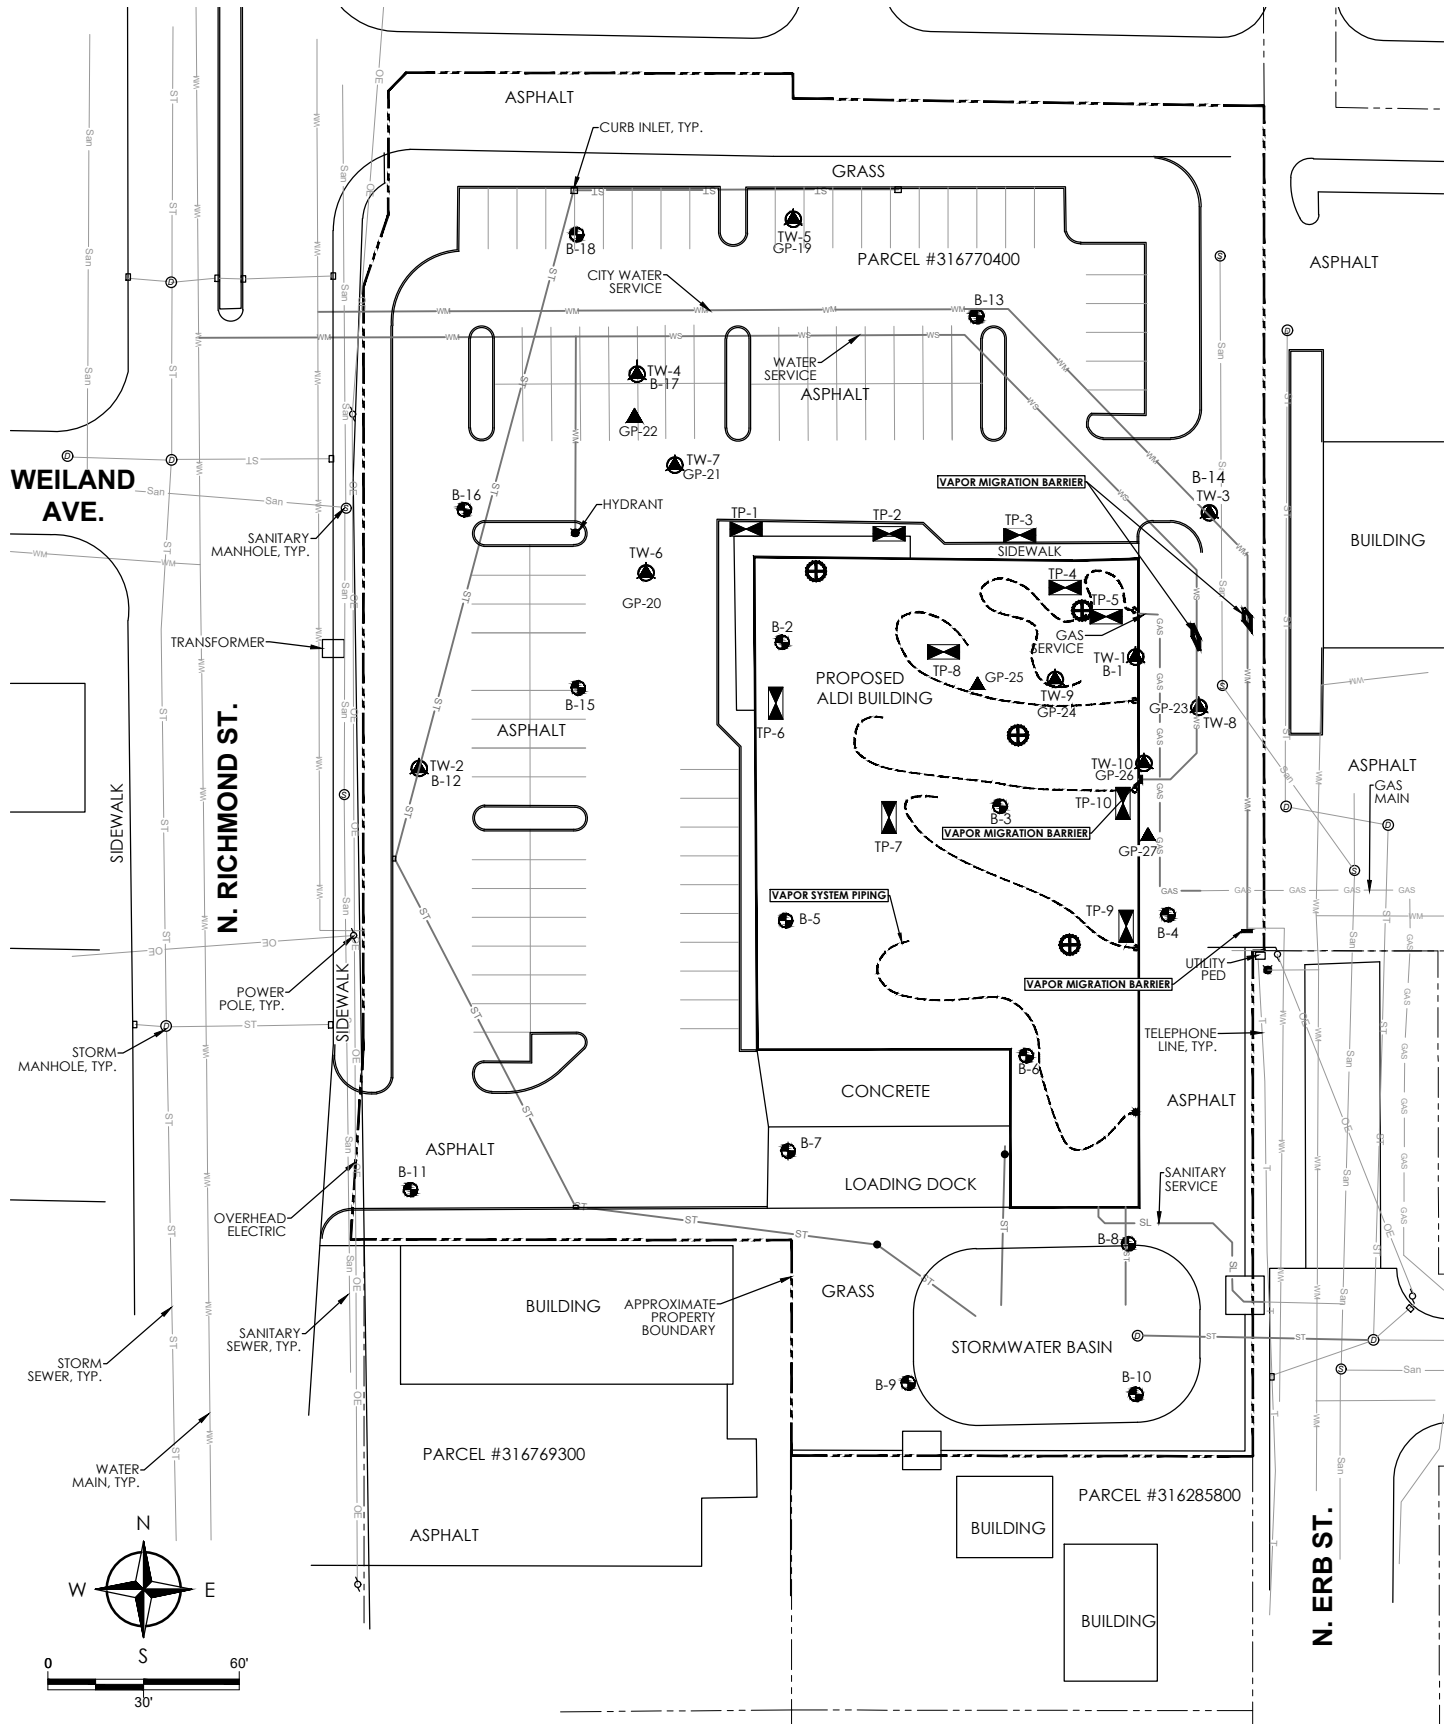 ASPHALT
CURB INLET, TYP.
GRASS
B-18
TW-5
GP-19
PARCEL #316770400
ASPHALT
CITY WATER
SERVICE
B-13
WATER
SERVICE
ASPHALT
TW-4
B-17
GP-22
TW-7
GP-21
WEILAND
AVE.
B-16
HYDRANT
VAPOR MIGRATION BARRIER
B-14
TW-3
SANITARY
MANHOLE, TYP.
TP-1
TP-2
TP-3
SIDEWALK
BUILDING
TW-6
GP-20
TP-4
TP-5
TRANSFORMER
B-2
GAS
SERVICE
TW-1
B-1
TP-8
GP-25
PROPOSED
ALDI BUILDING
TW-9
GP-24
GP-23
TW-8
B-15
TP-6
N. RICHMOND ST.
ASPHALT
TW-2
B-12
TW-10
GP-26
ASPHALT
GAS
MAIN
SIDEWALK
TP-10
B-3
TP-7
VAPOR MIGRATION BARRIER
GP-27
VAPOR SYSTEM PIPING
B-5
TP-9
B-4
SIDEWALK
POWER
POLE, TYP.
UTILITY
PED
VAPOR MIGRATION BARRIER
STORM
MANHOLE, TYP.
TELEPHONE
LINE, TYP.
B-6
CONCRETE
ASPHALT
ASPHALT
B-7
B-11
LOADING DOCK
SANITARY
SERVICE
OVERHEAD
ELECTRIC
B-8
GRASS
BUILDING
APPROXIMATE
PROPERTY
BOUNDARY
SANITARY
SEWER, TYP.
STORMWATER BASIN
STORM
SEWER, TYP.
B-9
B-10
PARCEL #316769300
WATER
MAIN, TYP.
PARCEL #316285800
ASPHALT
BUILDING
N. ERB ST.
BUILDING
N
W
E
S
0
60'
30'